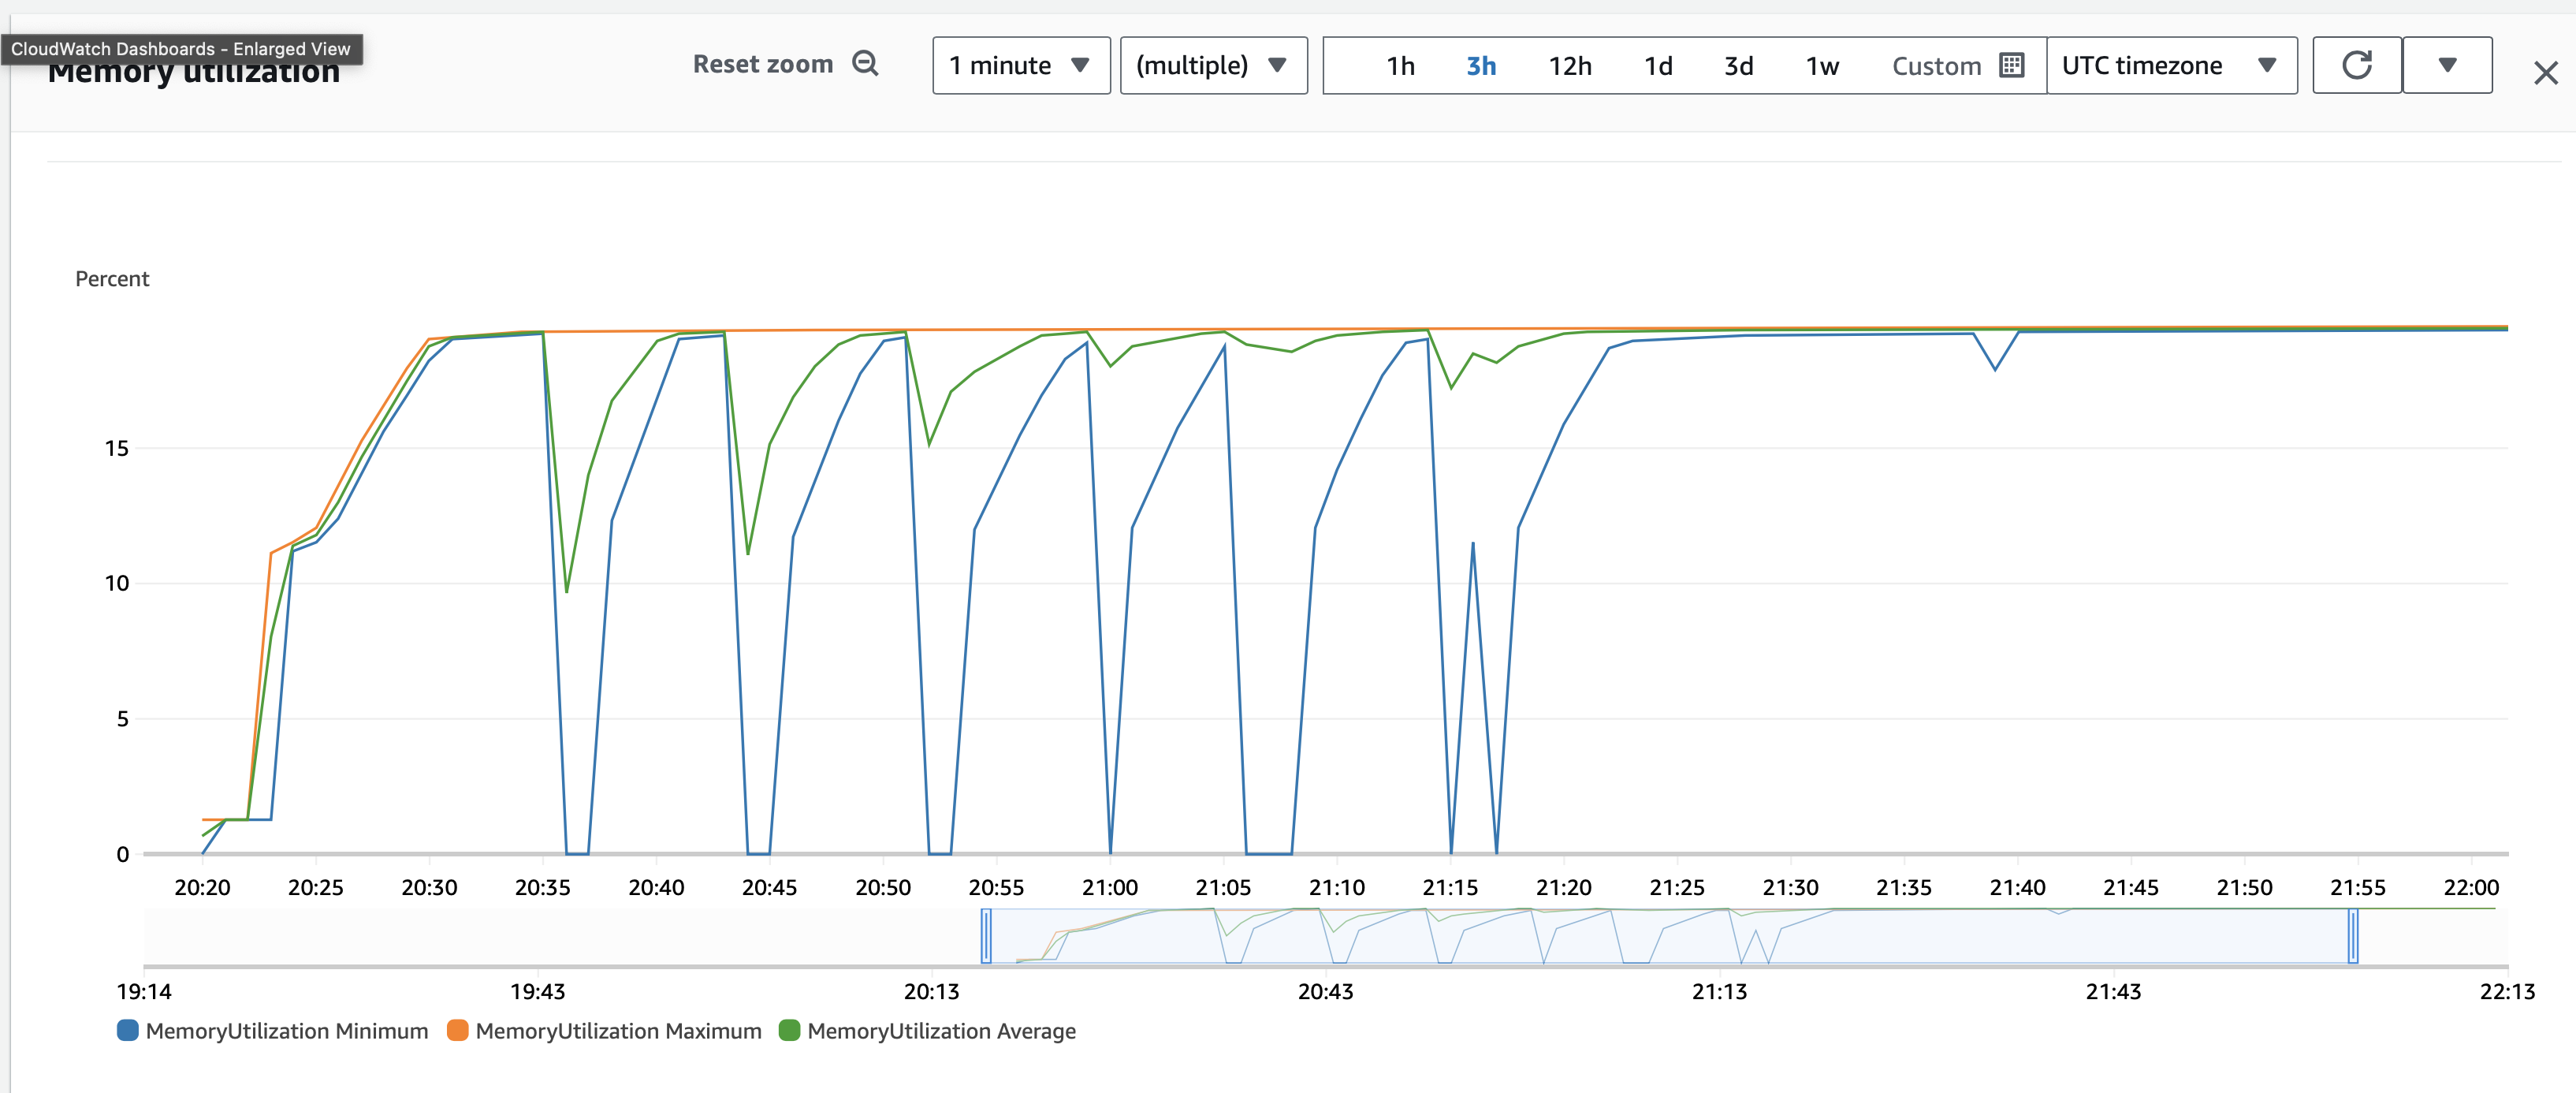 CloudWatch Dashboards - Enlarged View
Memory utilization
Reset zoom 1 minute (multiple) 1h 3h 12h 1d 3d 1w Custom UTC timezone
Percent
15
10
5
0
20:20 20:25 20:30 20:35 20:40 20:45 20:50 20:55 21:00 21:05 21:10 21:15 21:20 21:25 21:30 21:35 21:40 21:45 21:50 21:55 22:00
19:14 19:43 20:13 20:43 21:13 21:43 22:13
MemoryUtilization Minimum MemoryUtilization Maximum MemoryUtilization Average